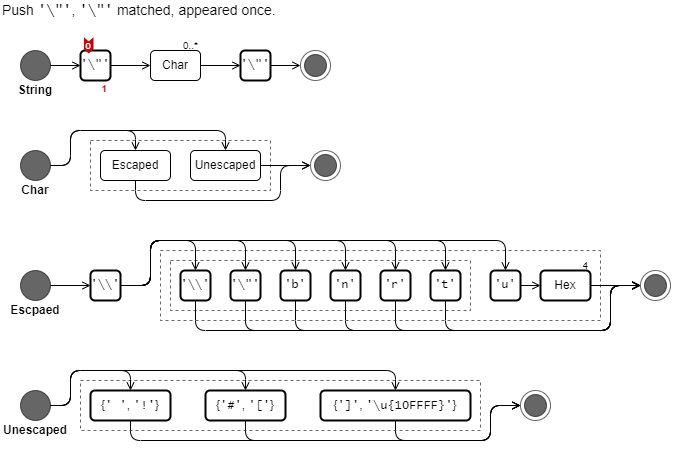 Push '\"', '\"' matched, appeared once.
0
0..*
'\"' Char '\"'
String
1
Escaped Unescaped
Char
4
'\\' '\\' '\"' 'b' 'n' 'r' 't' 'u' Hex
Escpaed
{' ','!'} {'#','['} {']','\u{10FFFF}'}
Unescaped